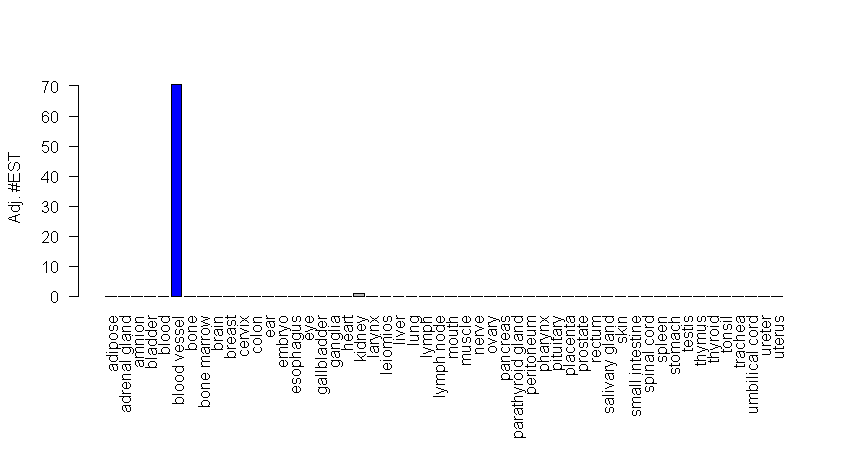 Adj. #EST
70
60
50
40
30
20
10
0
adipose
adrenal gland
amnion
bladder
blood
blood vessel
bone
bone marrow
brain
breast
cervix
colon
ear
embryo
esophagus
eye
gallbladder
ganglia
heart
kidney
larynx
leiomios
liver
lung
lymph
lymph node
mouth
muscle
nerve
ovary
pancreas
parathyroid gland
peritoneum
pharynx
pituitary
placenta
prostate
rectum
salivary gland
skin
small intestine
spinal cord
spleen
stomach
testis
thymus
thyroid
tonsil
trachea
umbilical cord
ureter
uterus